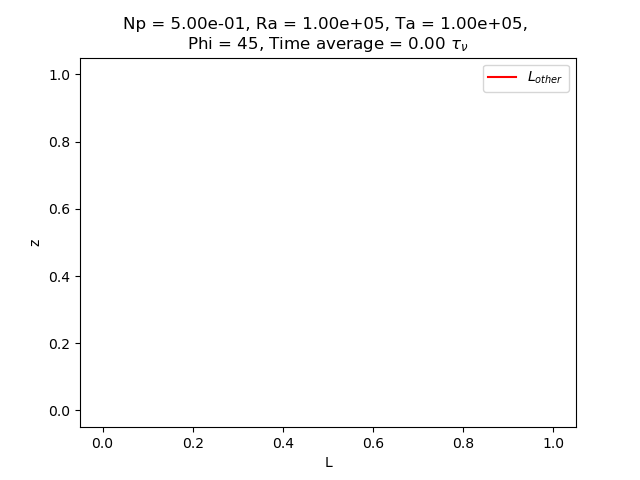 Np = 5.00e-01, Ra = 1.00e+05, Ta = 1.00e+05,
Phi = 45, Time average = 0.00 τ_ν
L_other
1.0
0.8
0.6
0.4
0.2
0.0
z
0.0 0.2 0.4 0.6 0.8 1.0
L